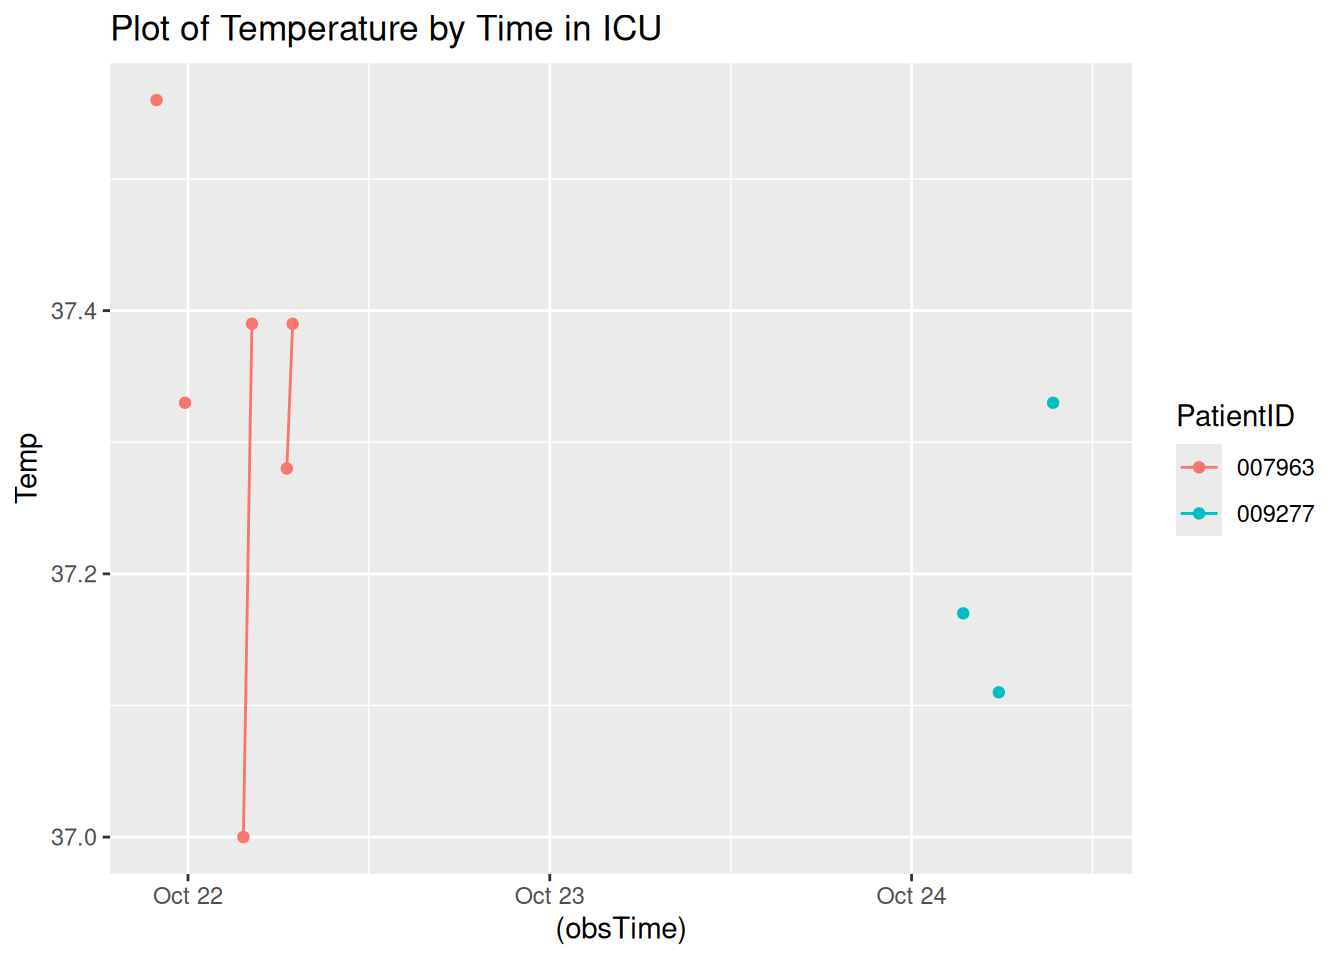 Plot of Temperature by Time in ICU
37.4
37.2
37.0
Temp
Oct 22
Oct 23
Oct 24
(obsTime)
PatientID
007963
009277